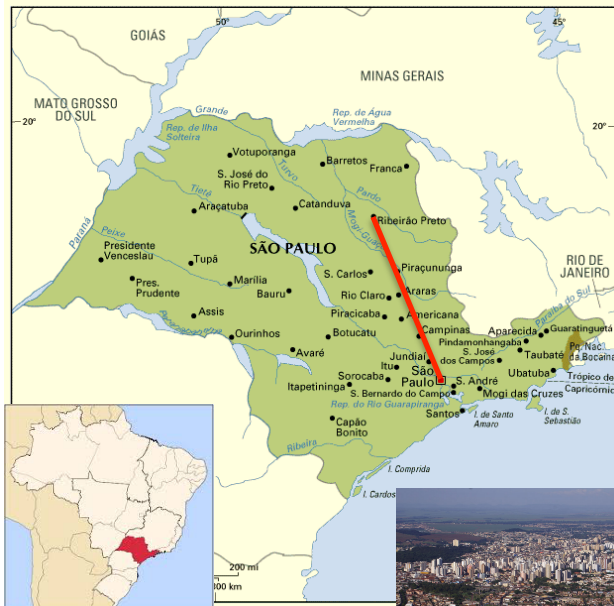 50°
45°
GOIÁS
MINAS GERAIS
MATO GROSSO
DO SUL
20°
20°
Grande
Rep. de Água
Vermelha
Rep. de Ilha
Solteira
Votuporanga
Barretos
Franca
Turvo
S. José do
Rio Preto
Pardo
Tietê
Catanduva
Araçatuba
Ribeirão Preto
Mogi-Guaçu
Paraná
Peixe
SÃO PAULO
Presidente
Venceslau
Tupã
Piraçununga
S. Carlos
RIO DE
JANEIRO
Pres.
Prudente
Marília
Bauru
Rio Claro
Araras
Paraíba do Sul
Assis
Piracicaba
Americana
Paranapanema
Ourinhos
Botucatu
Campinas
Aparecida
Guaratinguetá
Pindamonhangaba
Avaré
Jundiaí
S. José
dos Campos
Taubaté
Pq. Nac.
da Bocaina
Itu
São
Paulo
Ubatuba
Trópico de
Capricórnio
Sorocaba
S. André
Itapetininga
S. Bernardo do Campo
Mogi das Cruzes
Rep. do Rio Guarapiranga
Santos
I. de Santo
Amaro
I. de S.
Sebastião
Capão
Bonito
Ribeira
I. Comprida
I. Cardos
200 mi
300 km